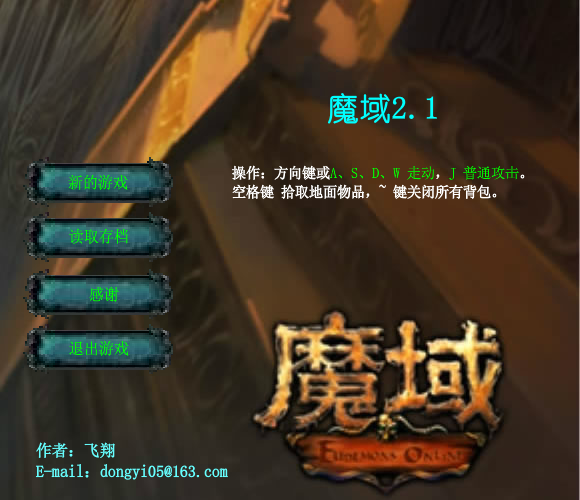 魔域2.1
操作：方向键或A、S、D、W 走动，J 普通攻击。
空格键 拾取地面物品，~ 键关闭所有背包。
新的游戏
读取存档
感谢
退出游戏
魔域
EUDEMONS ONLINE
作者：飞翔
E-mail：dongyi05@163.com